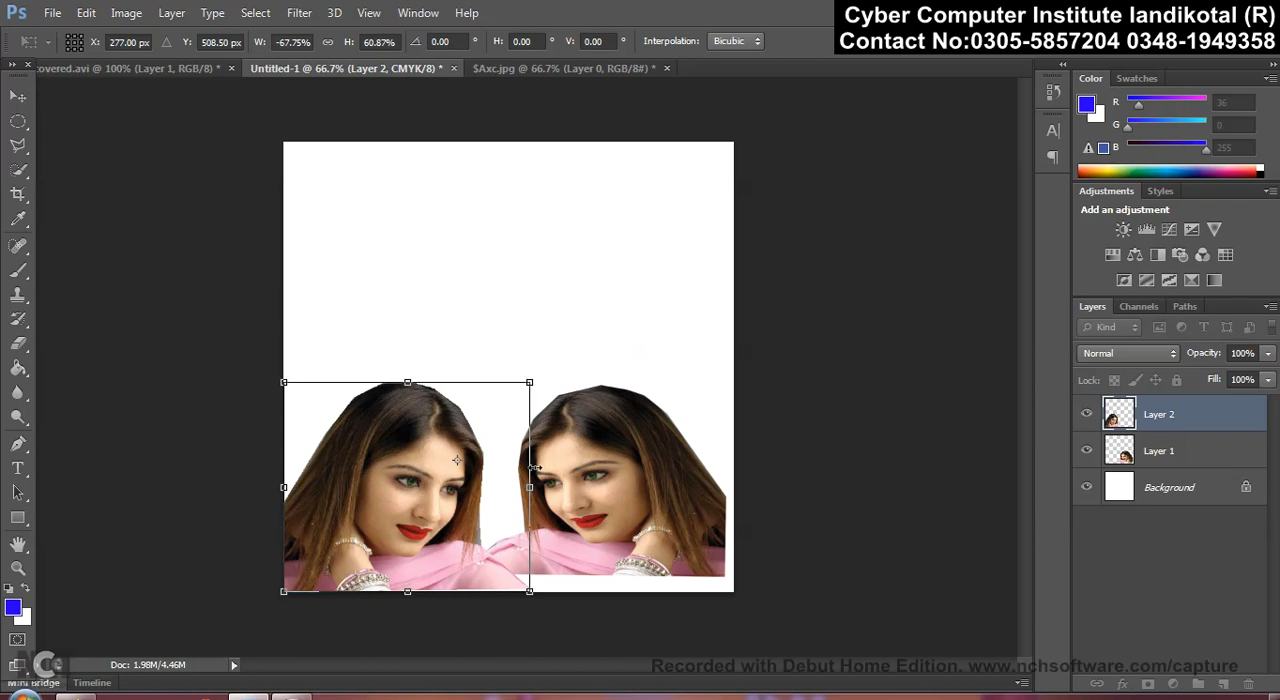 Cyber Computer Institute landikotal (R)
Contact No:0305-5857204 0348-1949358
Ps File Edit Image Layer Type Select Filter 3D View Window Help
X: 277.00 px Y: 508.50 px W: -67.75% H: 60.87% 0.00 ° H: 0.00 ° V: 0.00 ° Interpolation: Bicubic
covered.avi @ 100% (Layer 1, RGB/8) * × Untitled-1 @ 66.7% (Layer 2, CMYK/8) * × $Axc.jpg @ 66.7% (Layer 0, RGB/8#) * ×
Color Swatches
R 36
G 0
B 255
Adjustments Styles
Add an adjustment
Layers Channels Paths
Kind
Normal Opacity: 100%
Lock: Fill: 100%
Layer 2
Layer 1
Background
Doc: 1.98M/4.46M
Recorded with Debut Home Edition. www.nchsoftware.com/capture
Mini Bridge Timeline